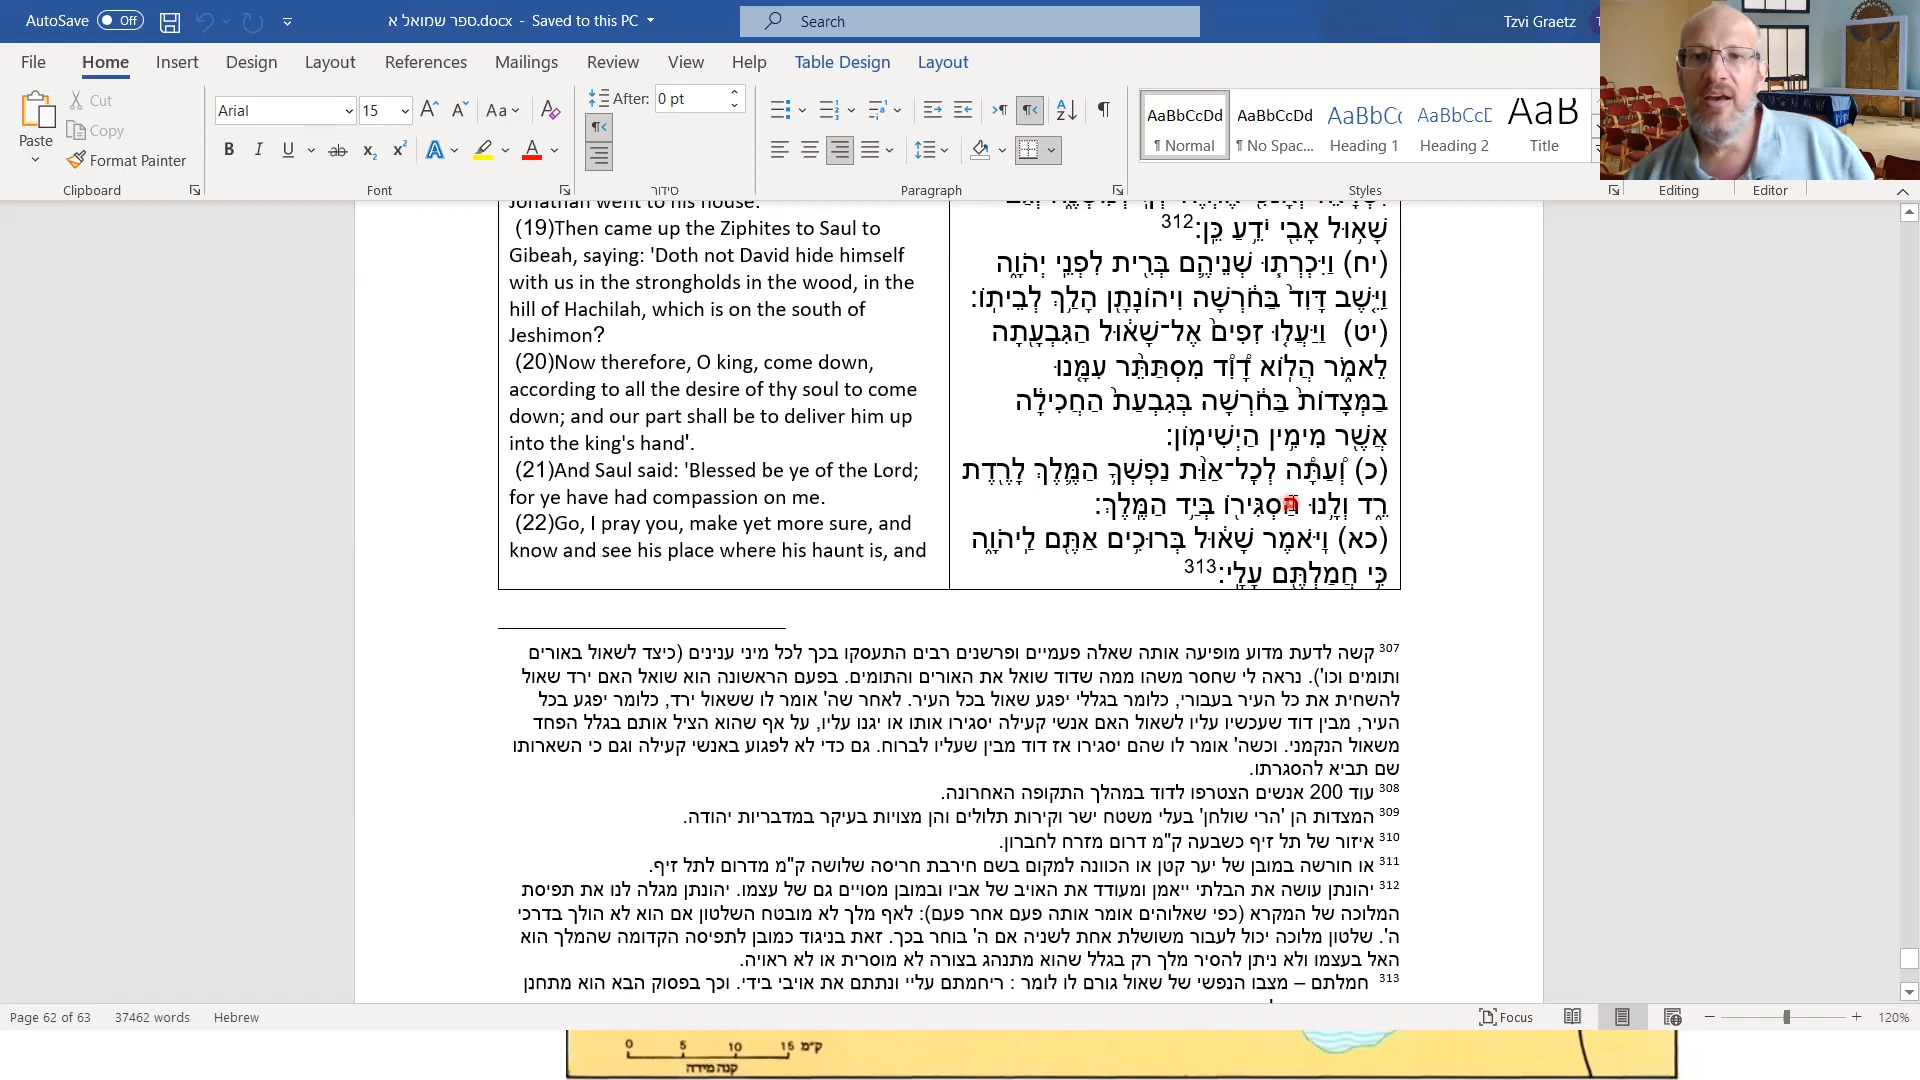 AutoSave Off ספר שמואל א.docx - Saved to this PC Search Tzvi Graetz
File Home Insert Design Layout References Mailings Review View Help Table Design Layout
Paste Cut Copy Format Painter
Arial 15 After: 0 pt
AaBbCcDd AaBbCcDd AaBbCc AaBbCcD AaB
¶ Normal ¶ No Spac... Heading 1 Heading 2 Title
Clipboard Font סידור Paragraph Styles Editing Editor
Jonathan went to his house.
(19)Then came up the Ziphites to Saul to
Gibeah, saying: 'Doth not David hide himself
with us in the strongholds in the wood, in the
hill of Hachilah, which is on the south of
Jeshimon?
(20)Now therefore, O king, come down,
according to all the desire of thy soul to come
down; and our part shall be to deliver him up
into the king's hand'.
(21)And Saul said: 'Blessed be ye of the Lord;
for ye have had compassion on me.
(22)Go, I pray you, make yet more sure, and
know and see his place where his haunt is, and
שָׁא֥וּל אָבִ֖י יֹדֵ֥עַ כֵּֽן׃312
(יח) וַיִּכְרְת֧וּ שְׁנֵיהֶ֛ם בְּרִ֖ית לִפְנֵ֣י יְהֹוָ֑ה
וַיֵּ֤שֶׁב דָּוִד֙ בַּחֹ֔רְשָׁה וִיהוֹנָתָ֖ן הָלַ֥ךְ לְבֵיתֽוֹ׃
(יט) וַיַּעֲל֤וּ זִפִים֙ אֶל־שָׁא֔וּל הַגִּבְעָ֖תָה
לֵאמֹ֑ר הֲל֣וֹא דָ֠וִ֠ד מִסְתַּתֵּ֨ר עִמָּ֤נוּ
בַמְּצָדוֹת֙ בַּחֹ֔רְשָׁה בְּגִבְעַת֙ הַחֲכִילָ֔ה
אֲשֶׁ֖ר מִימִ֥ין הַיְשִׁימֽוֹן׃
(כ) וְ֠עַתָּ֠ה לְכׇל־אַוַּ֨ת נַפְשְׁךָ֥ הַמֶּ֛לֶךְ לָרֶ֖דֶת
רֵ֑ד וְלָ֥נוּ הַסְגִּיר֖וֹ בְּיַ֥ד הַמֶּֽלֶךְ׃
(כא) וַיֹּ֣אמֶר שָׁא֔וּל בְּרוּכִ֥ים אַתֶּ֖ם לַיהֹוָ֑ה
כִּ֥י חֲמַלְתֶּ֖ם עָלָֽי׃313
307 קשה לדעת מדוע מופיעה אותה שאלה פעמיים ופרשנים רבים התעסקו בכך לכל מיני ענינים (כיצד לשאול באורים
ותומים וכו'). נראה לי שחסר משהו ממה שדוד שואל את האורים והתומים. בפעם הראשונה הוא שואל האם ירד שאול
להשחית את כל העיר בעבורי, כלומר בגללי יפגע שאול בכל העיר. לאחר שה' אומר לו ששאול ירד, כלומר יפגע בכל
העיר, מבין דוד שעכשיו עליו לשאול האם אנשי קעילה יסגירו אותו או יגנו עליו, על אף שהוא הציל אותם בגלל הפחד
משאול הנקמני. וכשה' אומר לו שהם יסגירו אז דוד מבין שעליו לברוח. גם כדי לא לפגוע באנשי קעילה וגם כי השארותו
שם תביא להסגרתו.
308 עוד 200 אנשים הצטרפו לדוד במהלך התקופה האחרונה.
309 המצדות הן 'הרי שולחן' בעלי משטח ישר וקירות תלולים והן מצויות בעיקר במדבריות יהודה.
310 איזור של תל זיף כשבעה ק"מ דרום מזרח לחברון.
311 או חורשה במובן של יער קטן או הכוונה למקום בשם חירבת חריסה שלושה ק"מ מדרום לתל זיף.
312 יהונתן עושה את הבלתי ייאמן ומעודד את האויב של אביו ובמובן מסויים גם של עצמו. יהונתן מגלה לנו את תפיסת
המלוכה של המקרא (כפי שאלוהים אומר אותה פעם אחר פעם): לאף מלך לא מובטח השלטון אם הוא לא הולך בדרכי
ה'. שלטון מלוכה יכול לעבור משושלת אחת לשניה אם ה' בוחר בכך. זאת בניגוד כמובן לתפיסה הקדומה שהמלך הוא
האל בעצמו ולא ניתן להסיר מלך רק בגלל שהוא מתנהג בצורה לא מוסרית או לא ראויה.
313 חמלתם – מצבו הנפשי של שאול גורם לו לומר : ריחמתם עליי ונתתם את אויבי בידי. וכך בפסוק הבא הוא מתחנן
Page 62 of 63 37462 words Hebrew Focus 120%
0 5 10 15 ק"מ
קנה מידה